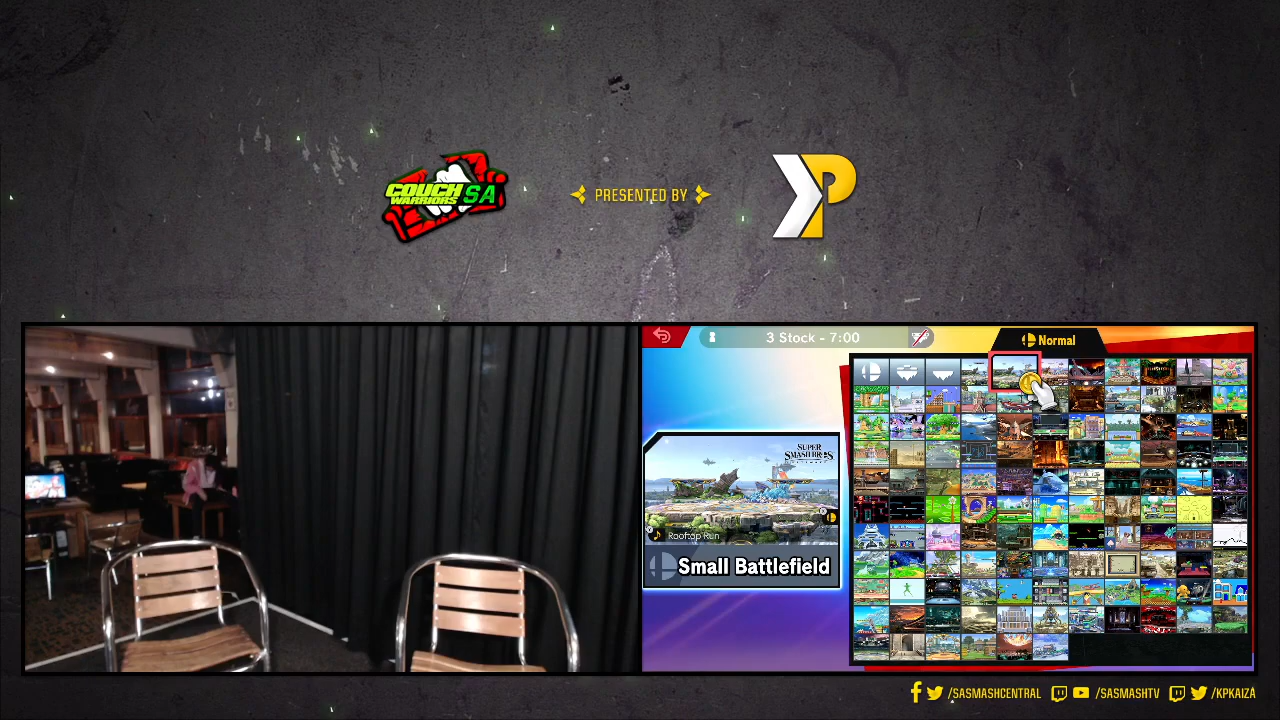 COUCH
WARRIORS SA
PRESENTED BY
3 Stock - 7:00
Normal
SUPER
SMASH BROS
Rooftop Run
Small Battlefield
/SASMASHCENTRAL /SASMASHTV /KPKAIZA